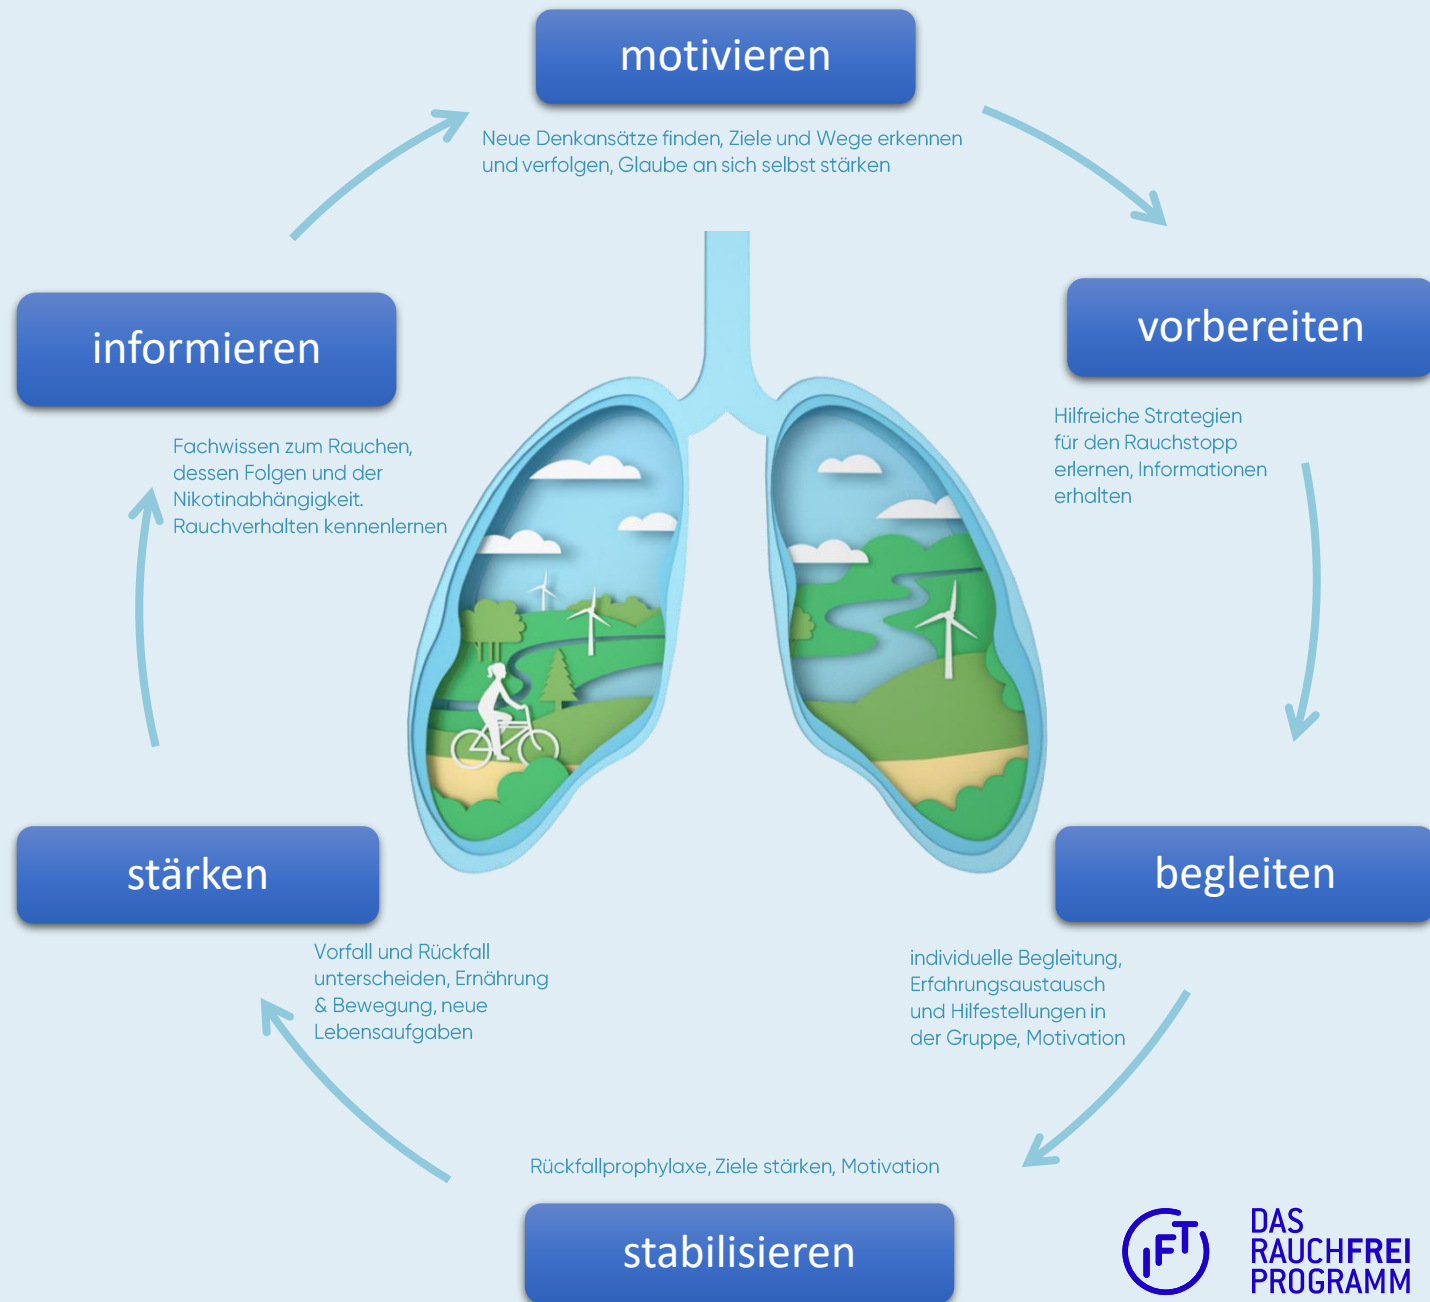 motivieren
Neue Denkansätze finden, Ziele und Wege erkennen
und verfolgen, Glaube an sich selbst stärken
vorbereiten
Hilfreiche Strategien
für den Rauchstopp
erlernen, Informationen
erhalten
begleiten
individuelle Begleitung,
Erfahrungsaustausch
und Hilfestellungen in
der Gruppe, Motivation
Rückfallprophylaxe, Ziele stärken, Motivation
stabilisieren
stärken
Vorfall und Rückfall
unterscheiden, Ernährung
& Bewegung, neue
Lebensaufgaben
informieren
Fachwissen zum Rauchen,
dessen Folgen und der
Nikotinabhängigkeit.
Rauchverhalten kennenlernen
IFT
DAS
RAUCHFREI
PROGRAMM